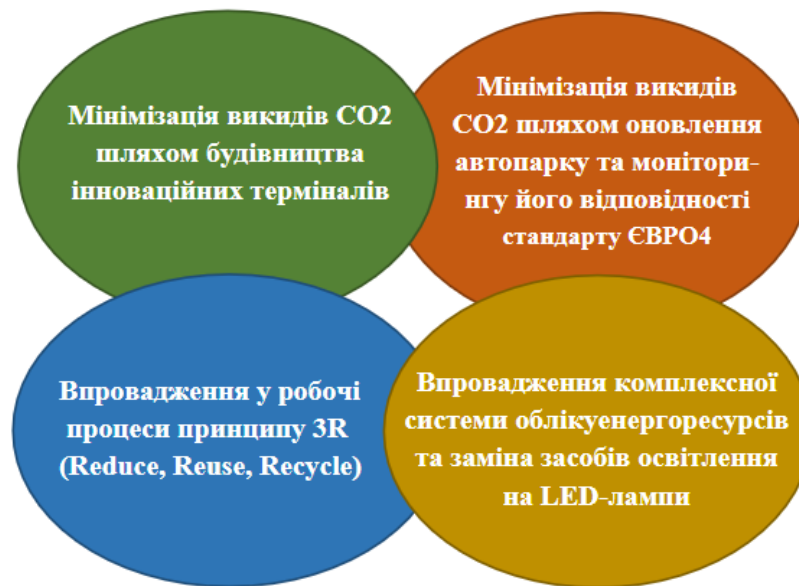 Мінімізація викидів СО2
шляхом будівництва
інноваційних терміналів
Мінімізація викидів
СО2 шляхом оновлення
автопарку та монітори-
нгу його відповідності
стандарту ЄВРО4
Впровадження у робочі
процеси принципу 3R
(Reduce, Reuse, Recycle)
Впровадження комплексної
системи облікуенергоресурсів
та заміна засобів освітлення
на LED-лампи